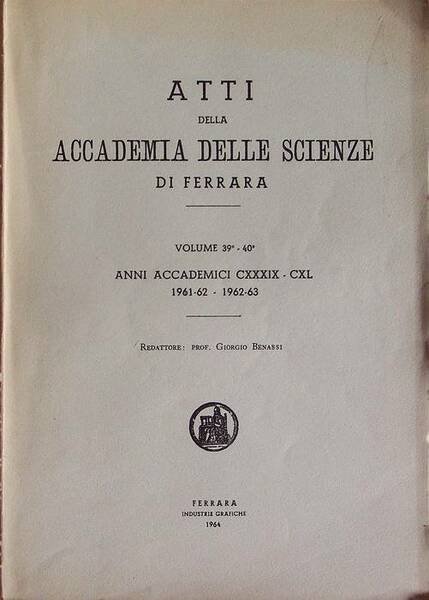 ATTI
DELLA
ACCADEMIA DELLE SCIENZE
DI FERRARA
VOLUME 39° - 40°
ANNI ACCADEMICI CXXXIX - CXL
1961-62 - 1962-63
REDATTORE: PROF. GIORGIO BENASSI
FERRARA
INDUSTRIE GRAFICHE
1964